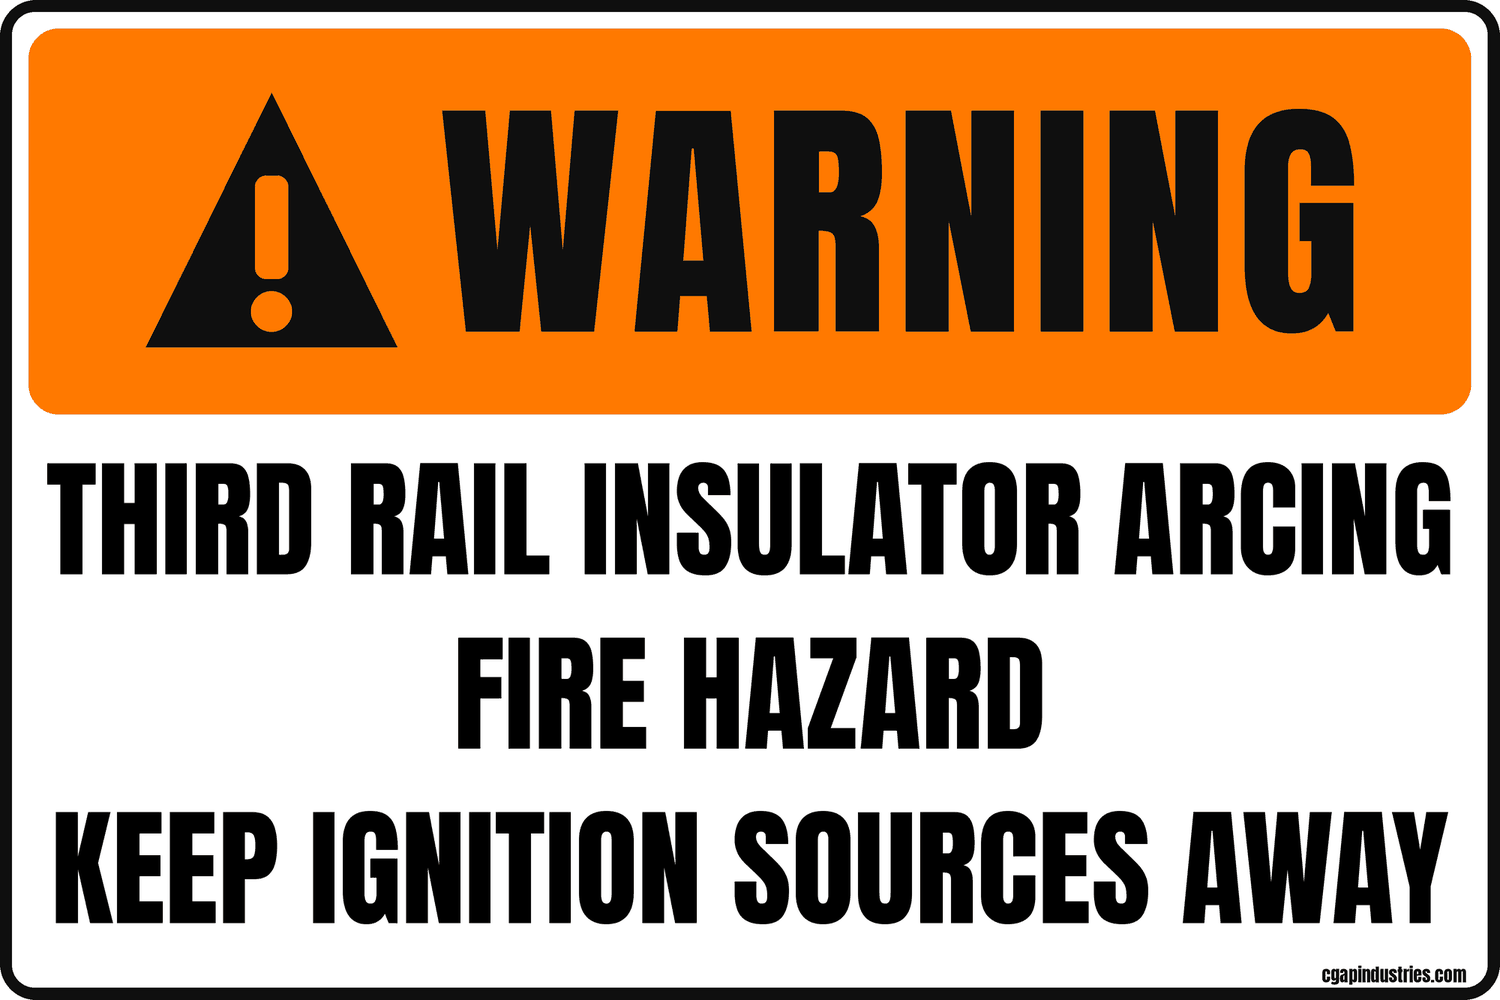 WARNING
THIRD RAIL INSULATOR ARCING
FIRE HAZARD
KEEP IGNITION SOURCES AWAY
cgapindustries.com